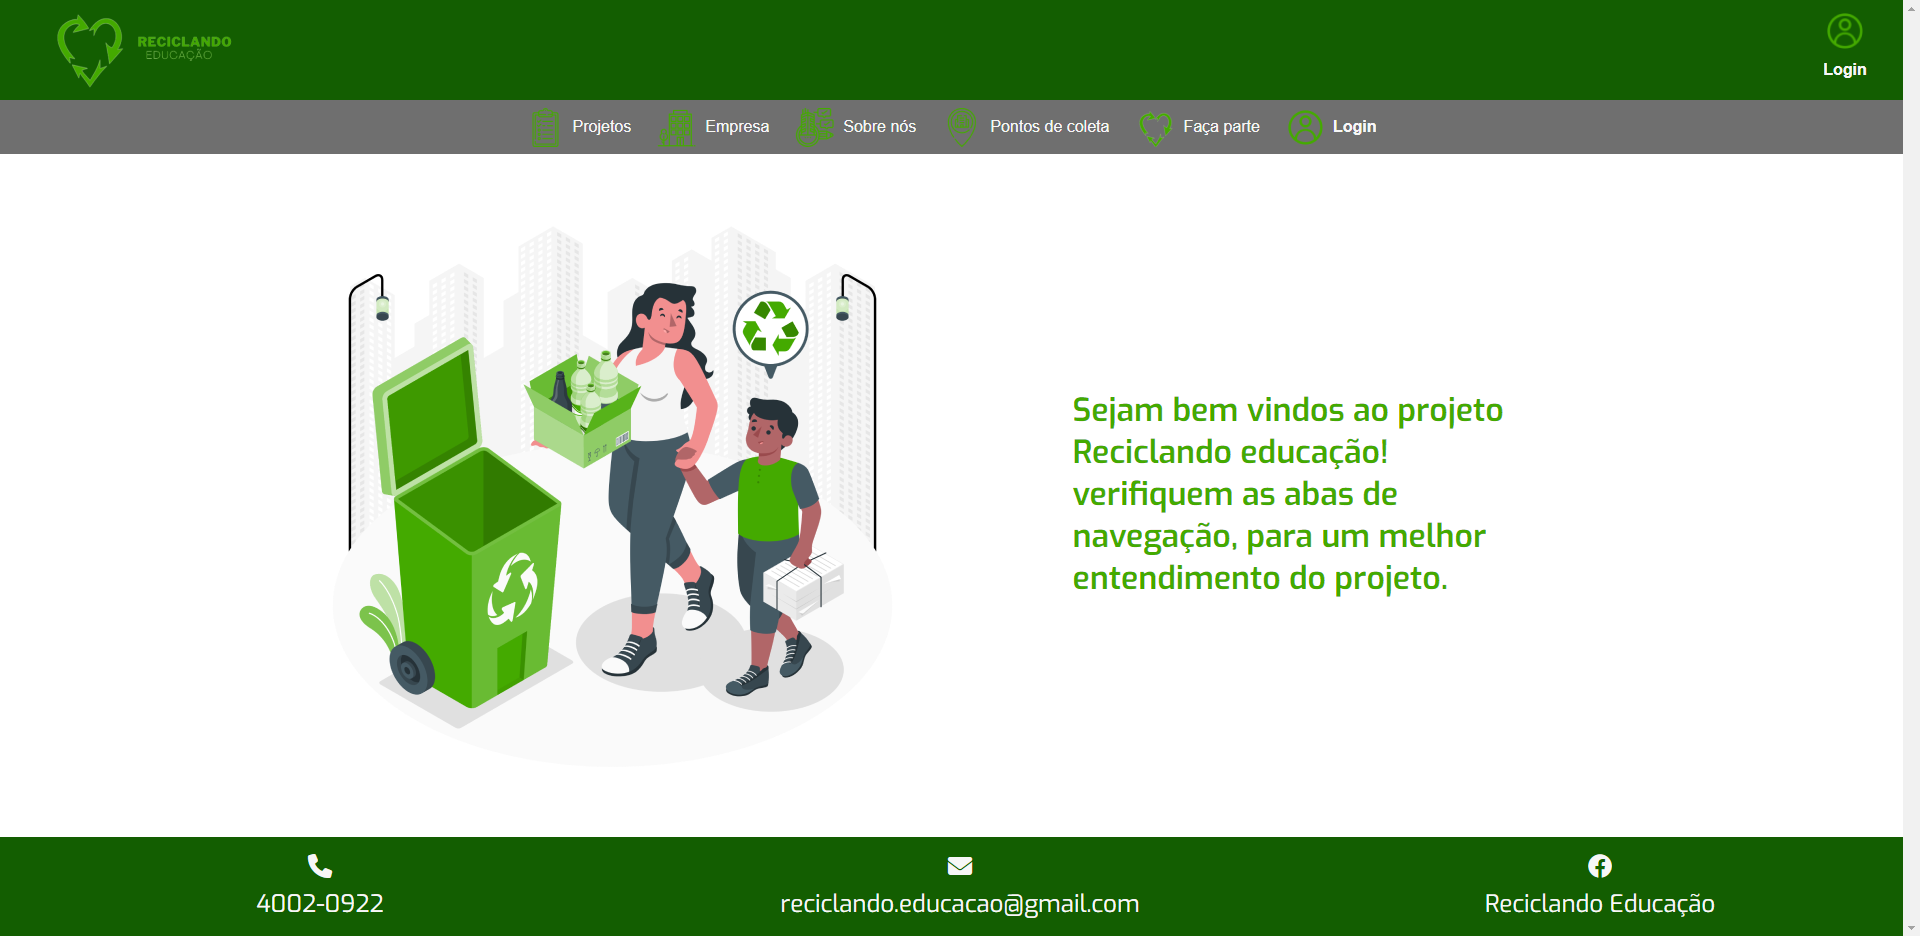 RECICLANDO
EDUCAÇÃO
Login
Projetos
Empresa
Sobre nós
Pontos de coleta
Faça parte
Login
Sejam bem vindos ao projeto
Reciclando educação!
verifiquem as abas de
navegação, para um melhor
entendimento do projeto.
4002-0922
reciclando.educacao@gmail.com
Reciclando Educação